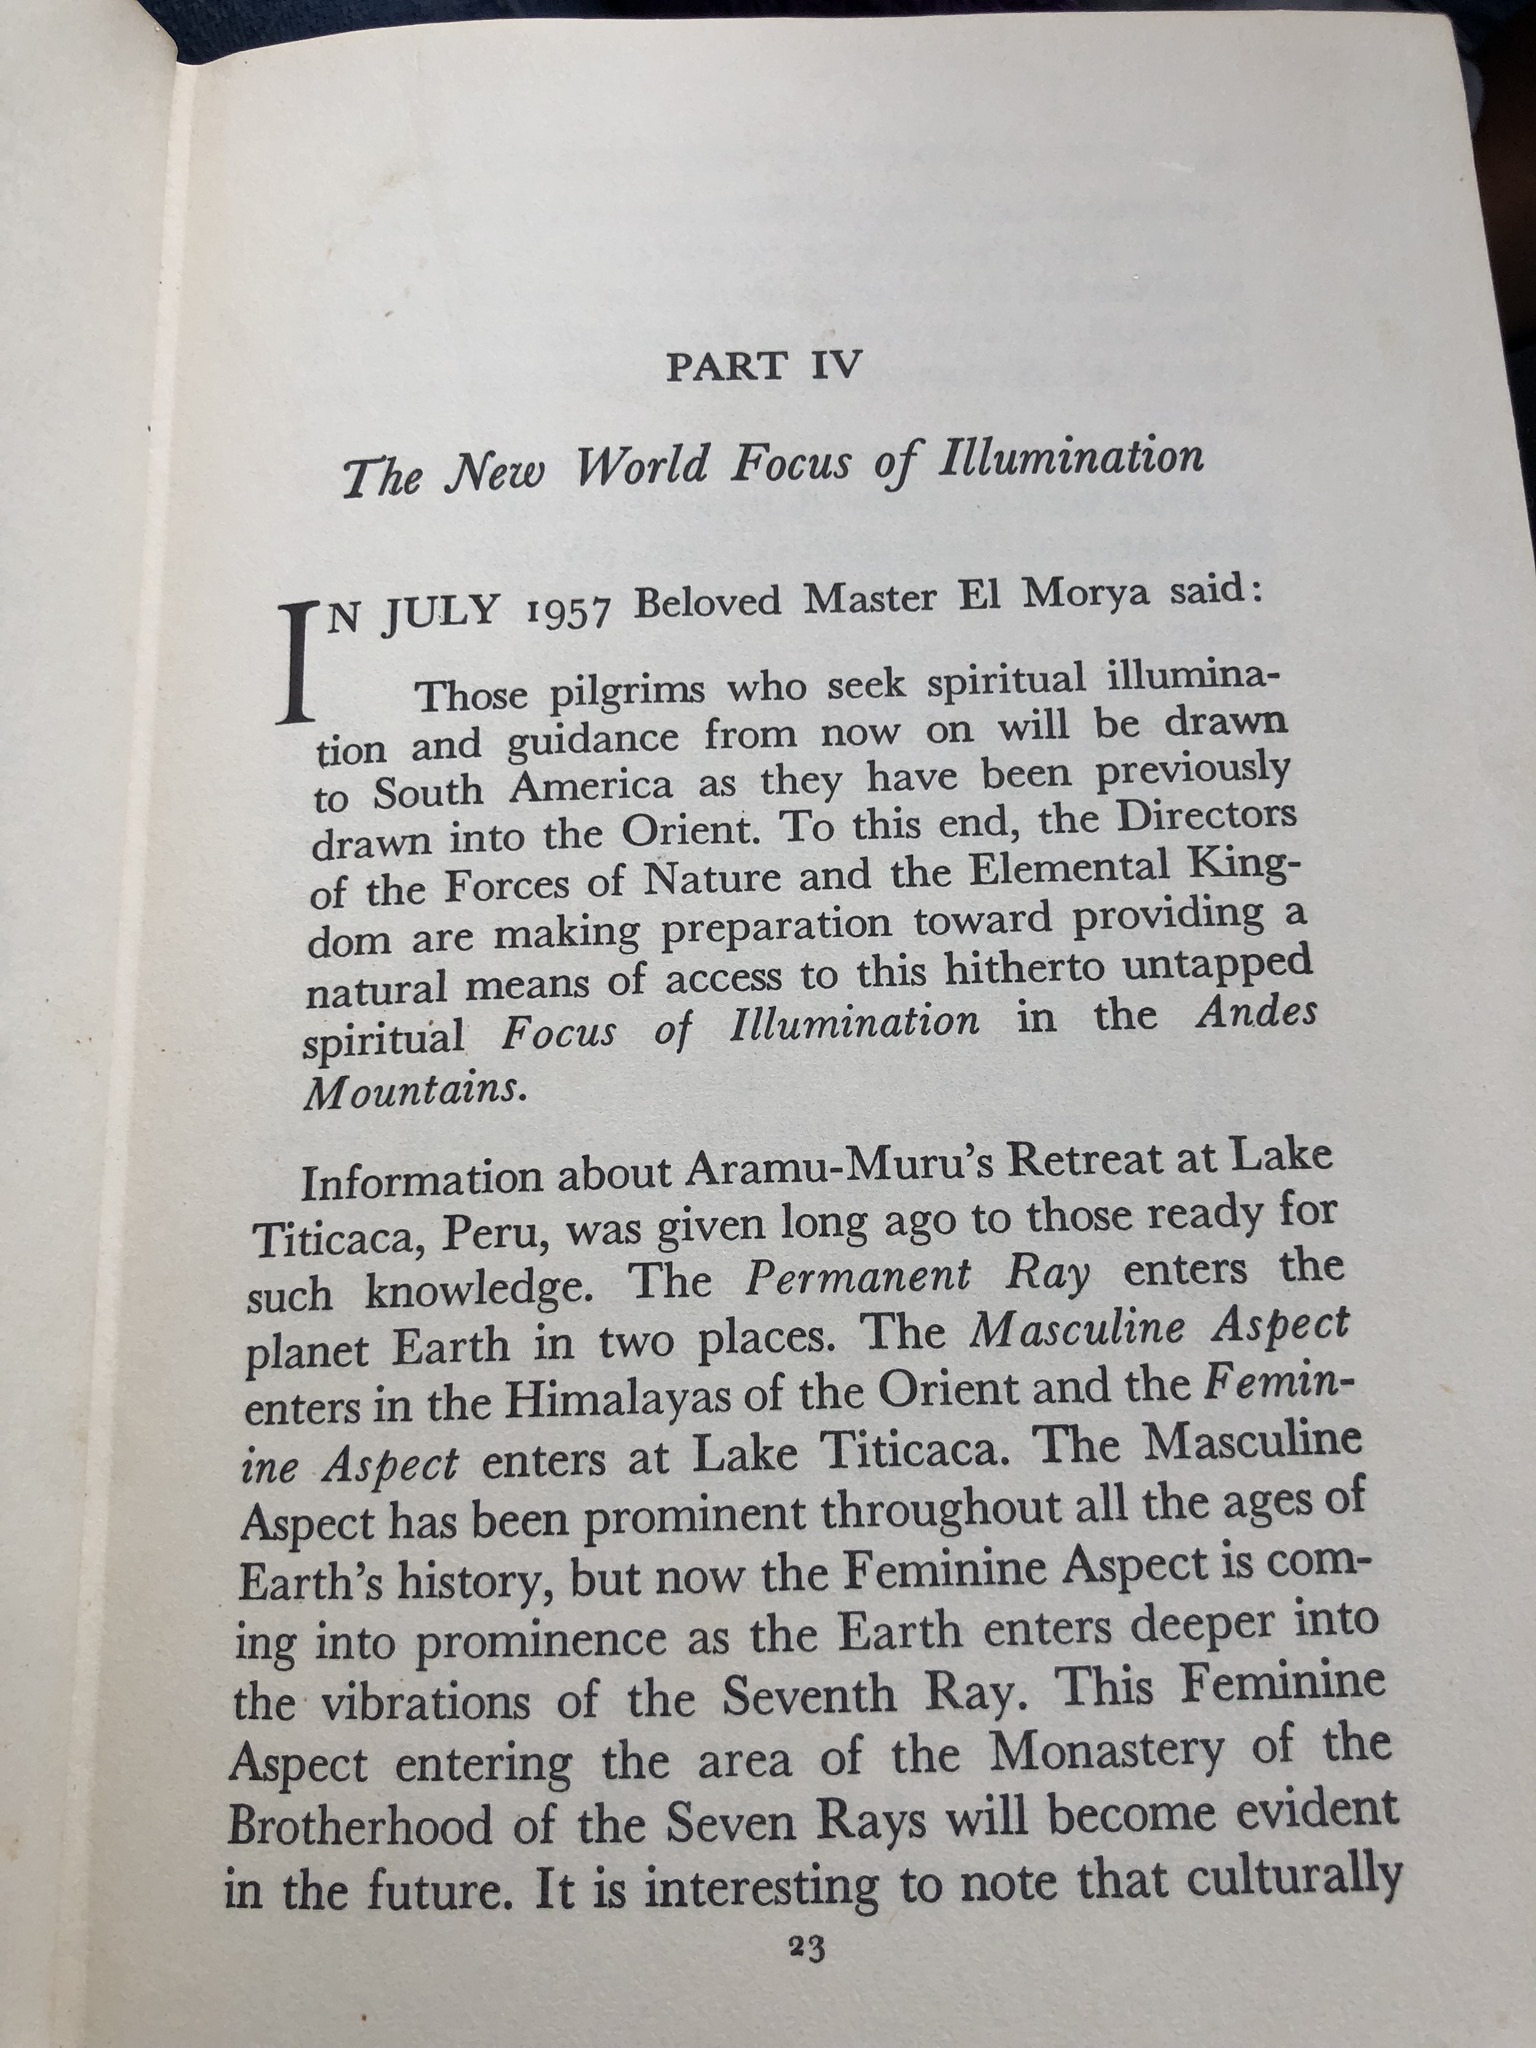 PART IV
The New World Focus of Illumination
IN JULY 1957 Beloved Master El Morya said:
Those pilgrims who seek spiritual illumina-
tion and guidance from now on will be drawn
to South America as they have been previously
drawn into the Orient. To this end, the Directors
of the Forces of Nature and the Elemental King-
dom are making preparation toward providing a
natural means of access to this hitherto untapped
spiritual Focus of Illumination in the Andes
Mountains.
Information about Aramu-Muru's Retreat at Lake
Titicaca, Peru, was given long ago to those ready for
such knowledge. The Permanent Ray enters the
planet Earth in two places. The Masculine Aspect
enters in the Himalayas of the Orient and the Femin-
ine Aspect enters at Lake Titicaca. The Masculine
Aspect has been prominent throughout all the ages of
Earth's history, but now the Feminine Aspect is com-
ing into prominence as the Earth enters deeper into
the vibrations of the Seventh Ray. This Feminine
Aspect entering the area of the Monastery of the
Brotherhood of the Seven Rays will become evident
in the future. It is interesting to note that culturally
23